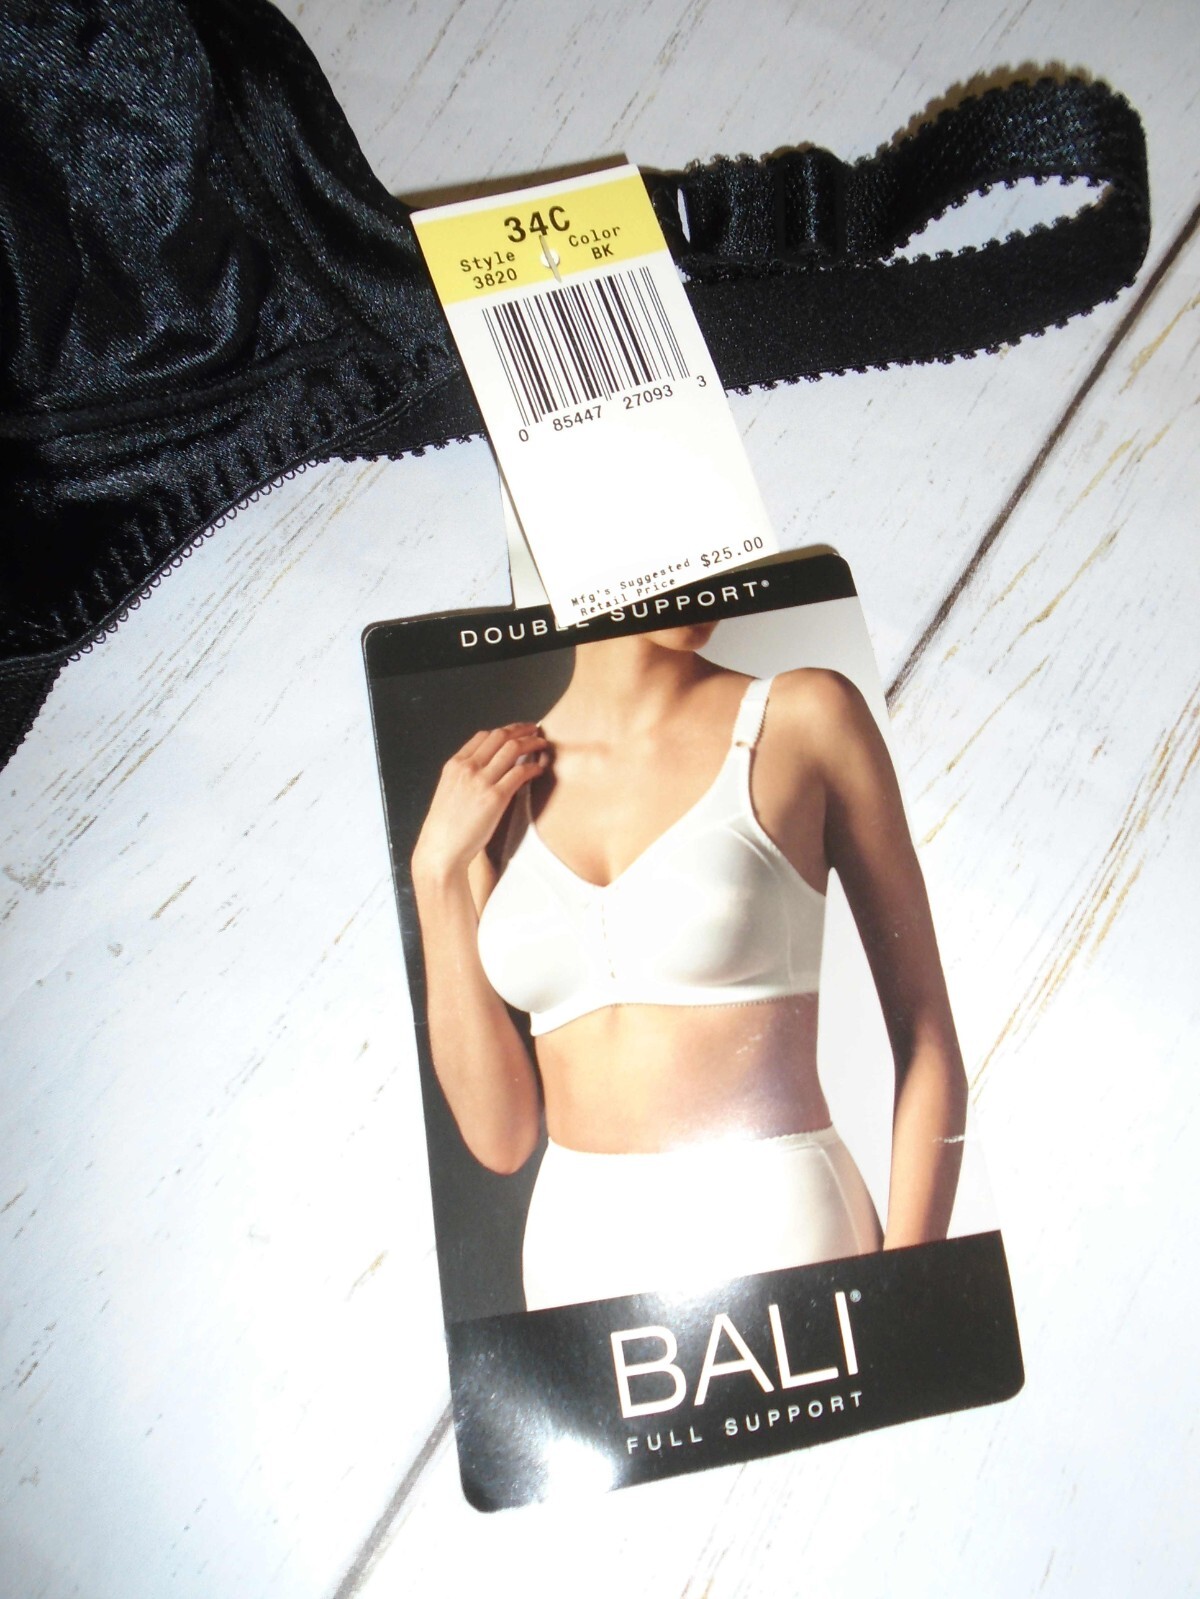 34C
Style Color
3820 BK
0 85447 27093 3
Mfg's Suggested $25.00
Retail Price
DOUBLE SUPPORT®
BALI®
FULL SUPPORT